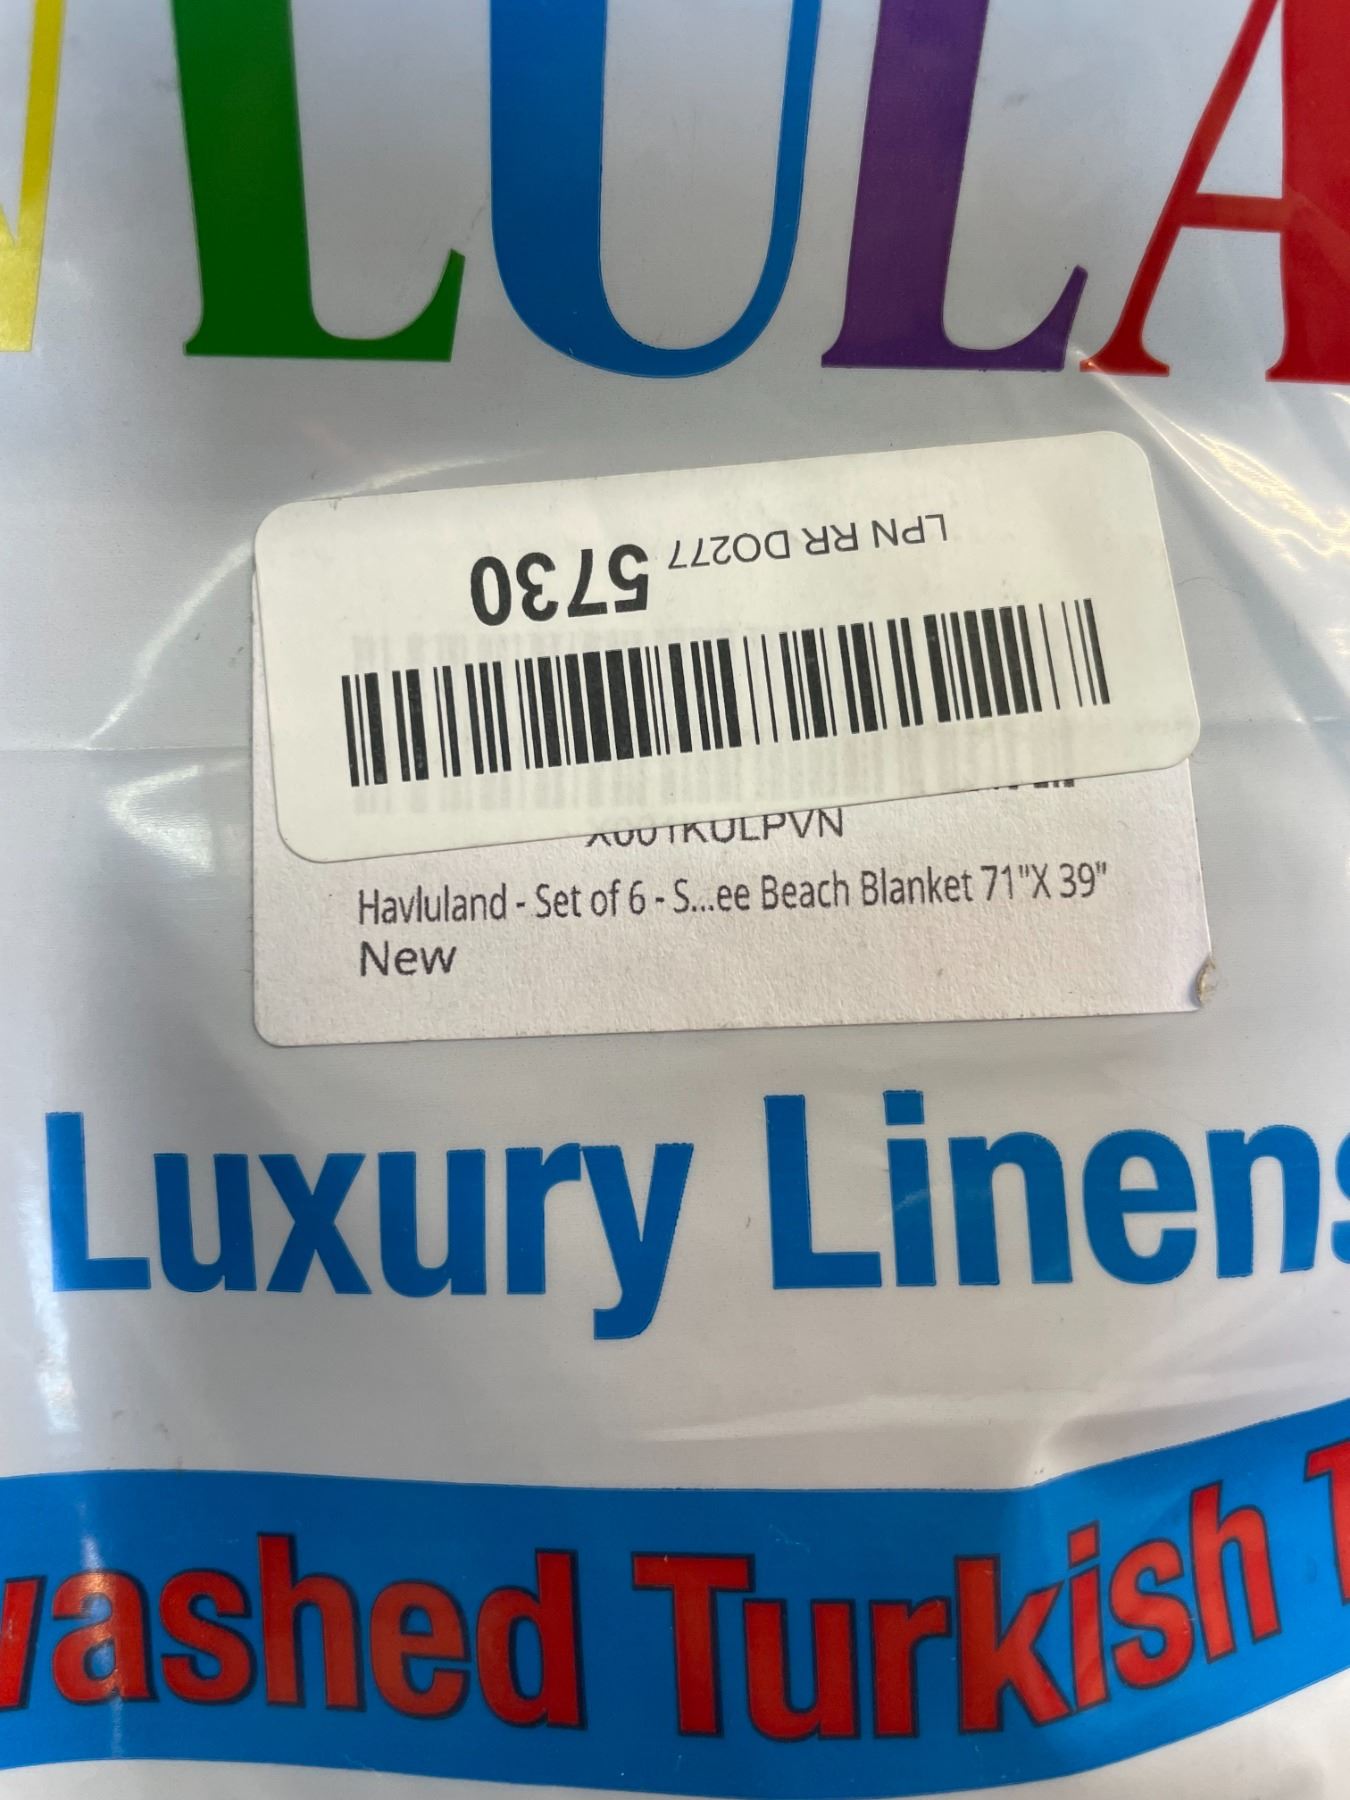 VLULA
LPN RR DO277 5730
X001KULPVN
Havluland - Set of 6 - S...ee Beach Blanket 71"X 39"
New
Luxury Linens
washed Turkish T